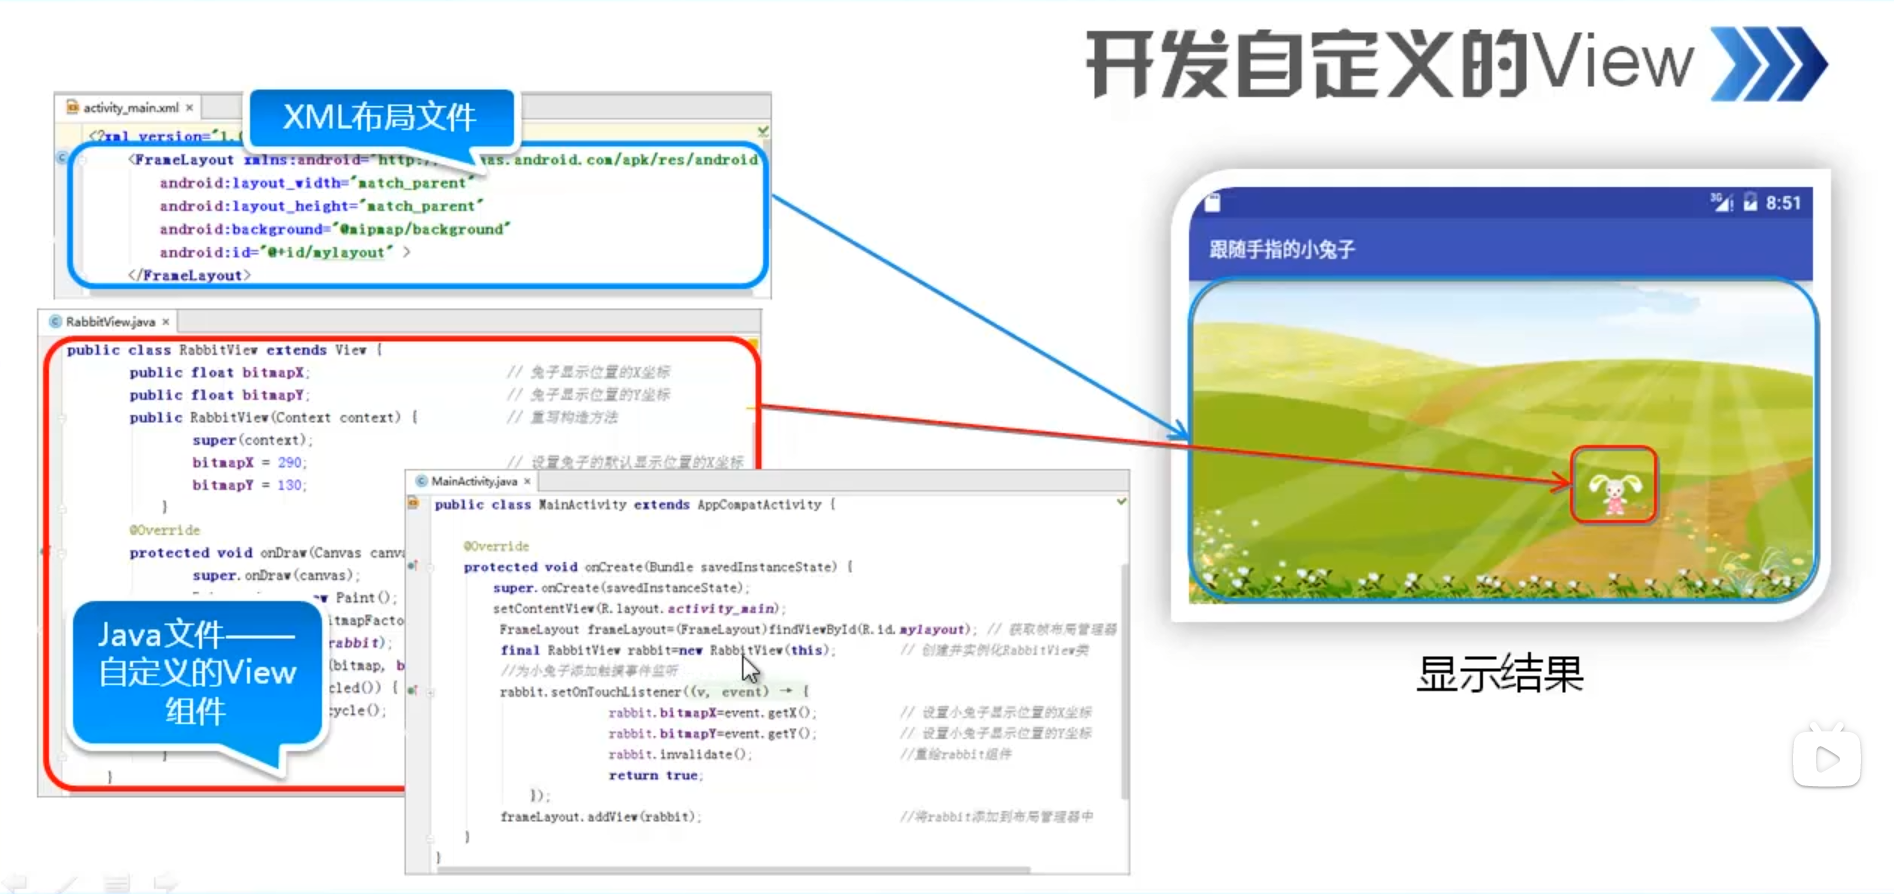 开发自定义的View
activity_main.xml ×
XML布局文件
<?xml version="1.
<FrameLayout xmlns:android="http://
as.android.com/apk/res/android
android:layout_width="match_parent"
android:layout_height="match_parent"
android:background="@mipmap/background"
android:id="@+id/mylayout" >
</FrameLayout>
RabbitView.java ×
public class RabbitView extends View {
public float bitmapX; // 兔子显示位置的X坐标
public float bitmapY; // 兔子显示位置的Y坐标
public RabbitView(Context context) { // 重写构造方法
super(context);
bitmapX = 290; // 设置兔子的默认显示位置的X坐标
bitmapY = 130;
}
@Override
protected void onDraw(Canvas canv
super.onDraw(canvas);
Paint();
itmapFacto
rabbit);
(bitmap, b
cled()) {
cycle();
}
}
Java文件——
自定义的View
组件
MainActivity.java ×
public class MainActivity extends AppCompatActivity {
@Override
protected void onCreate(Bundle savedInstanceState) {
super.onCreate(savedInstanceState);
setContentView(R.layout.activity_main);
FrameLayout frameLayout=(FrameLayout)findViewById(R.id.mylayout); // 获取帧布局管理器
final RabbitView rabbit=new RabbitView(this); // 创建并实例化RabbitView类
//为小兔子添加触摸事件监听
rabbit.setOnTouchListener((v, event) → {
rabbit.bitmapX=event.getX(); // 设置小兔子显示位置的X坐标
rabbit.bitmapY=event.getY(); // 设置小兔子显示位置的Y坐标
rabbit.invalidate(); //重绘rabbit组件
return true;
});
frameLayout.addView(rabbit); //将rabbit添加到布局管理器中
}
}
3G 8:51
跟随手指的小兔子
显示结果